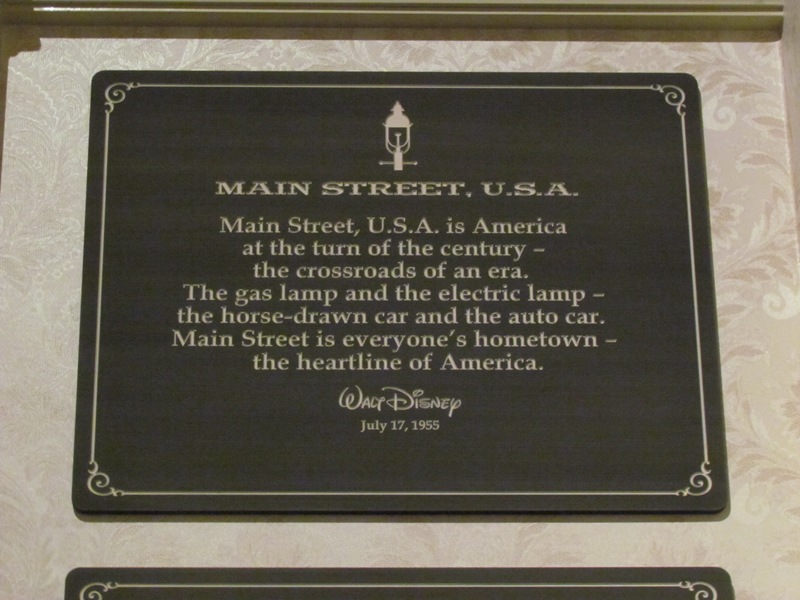 MAIN STREET, U.S.A.
Main Street, U.S.A. is America
at the turn of the century –
the crossroads of an era.
The gas lamp and the electric lamp –
the horse-drawn car and the auto car.
Main Street is everyone's hometown –
the heartline of America.
WALT DISNEY
July 17, 1955